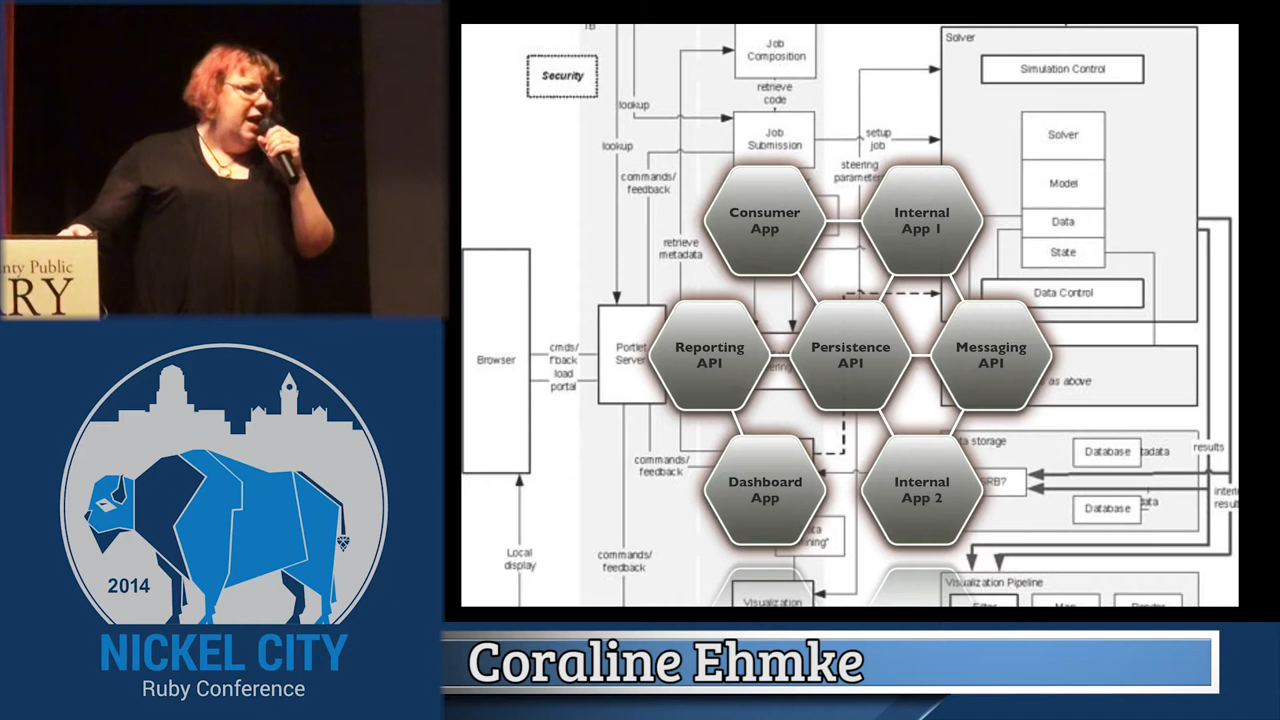 nty Public
RY
2014
NICKEL CITY
Ruby Conference
Security
lookup
lookup
Job
Composition
retrieve
code
Job
Submission
commands/
feedback
setup
job
steering
Solver
Simulation Control
Solver
Model
Data
State
Data Control
retrieve
metadata
Browser
cmds/
f'back
load
portal
Portlet
Server
as above
commands/
feedback
storage
Database
Database
results
Local
display
commands/
feedback
Visualization
Visualization Pipeline
Consumer
App
Internal
App 1
Reporting
API
Persistence
API
Messaging
API
Dashboard
App
Internal
App 2
Coraline Ehmke